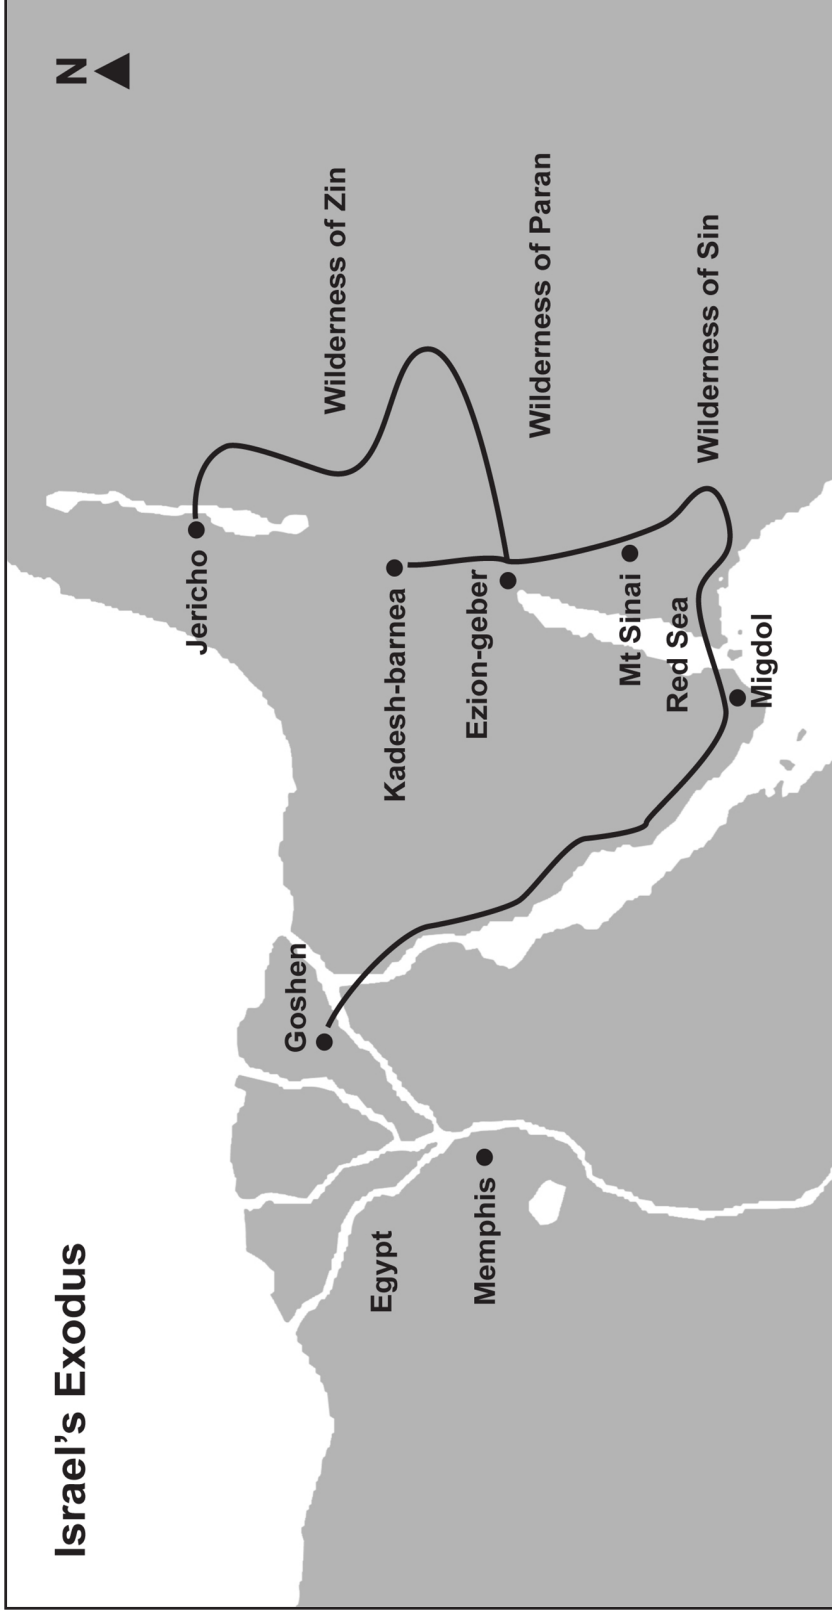 Israel's Exodus
N
Jericho
Wilderness of Zin
Goshen
Kadesh-barnea
Egypt
Ezion-geber
Memphis
Wilderness of Paran
Mt Sinai
Red Sea
Wilderness of Sin
Migdol